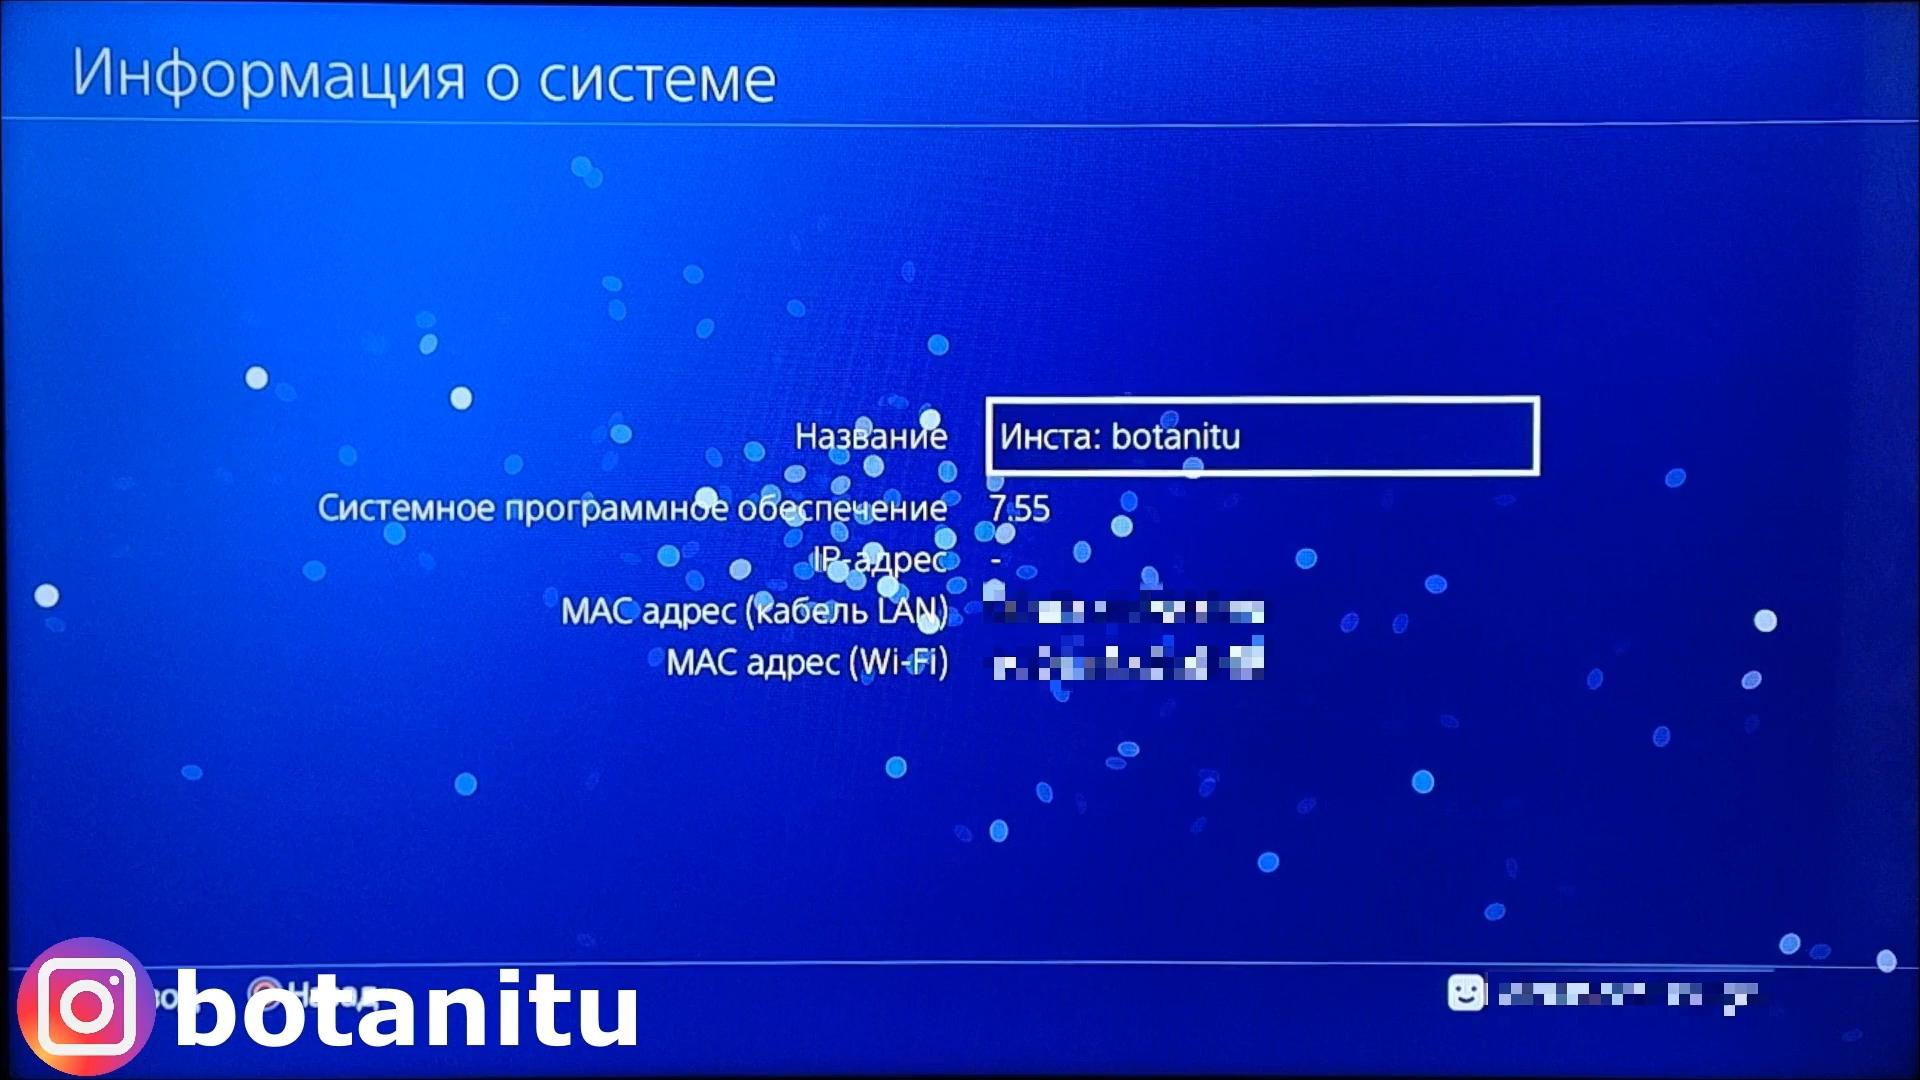 Информация о системе
Название Инста: botanitu
Системное программное обеспечение 7.55
IP-адрес -
MAC адрес (кабель LAN)
MAC адрес (Wi-Fi)
botanitu
Назад